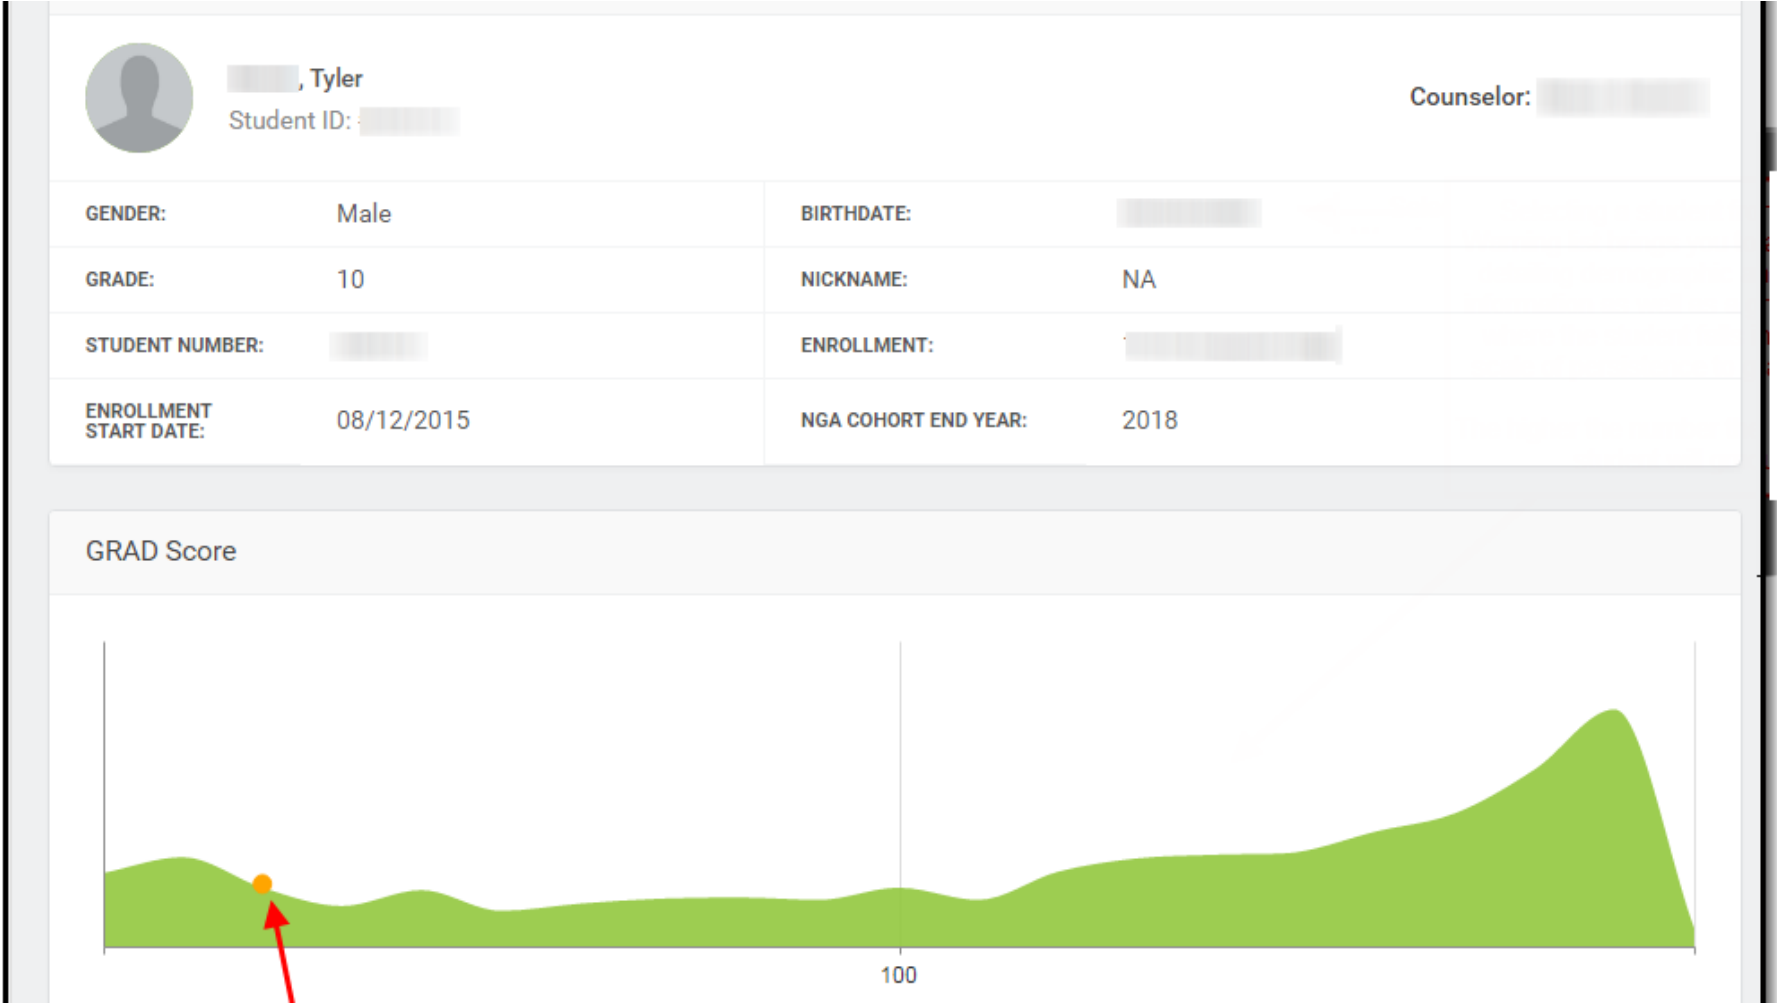 , Tyler
Student ID:
Counselor:
GENDER: Male
BIRTHDATE:
GRADE: 10
NICKNAME: NA
STUDENT NUMBER:
ENROLLMENT:
ENROLLMENT
START DATE: 08/12/2015
NGA COHORT END YEAR: 2018
GRAD Score
100